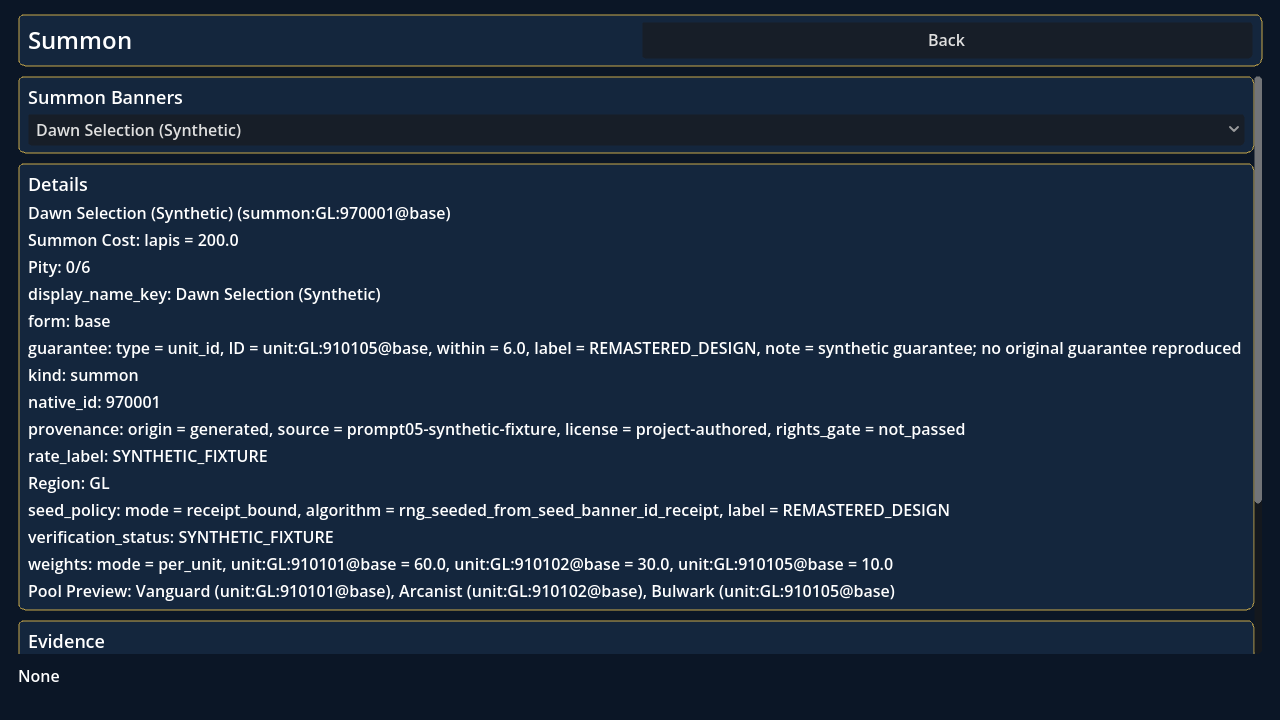 Summon
Back
Summon Banners
Dawn Selection (Synthetic)
Details
Dawn Selection (Synthetic) (summon:GL:970001@base)
Summon Cost: lapis = 200.0
Pity: 0/6
display_name_key: Dawn Selection (Synthetic)
form: base
guarantee: type = unit_id, ID = unit:GL:910105@base, within = 6.0, label = REMASTERED_DESIGN, note = synthetic guarantee; no original guarantee reproduced
kind: summon
native_id: 970001
provenance: origin = generated, source = prompt05-synthetic-fixture, license = project-authored, rights_gate = not_passed
rate_label: SYNTHETIC_FIXTURE
Region: GL
seed_policy: mode = receipt_bound, algorithm = rng_seeded_from_seed_banner_id_receipt, label = REMASTERED_DESIGN
verification_status: SYNTHETIC_FIXTURE
weights: mode = per_unit, unit:GL:910101@base = 60.0, unit:GL:910102@base = 30.0, unit:GL:910105@base = 10.0
Pool Preview: Vanguard (unit:GL:910101@base), Arcanist (unit:GL:910102@base), Bulwark (unit:GL:910105@base)
Evidence
None